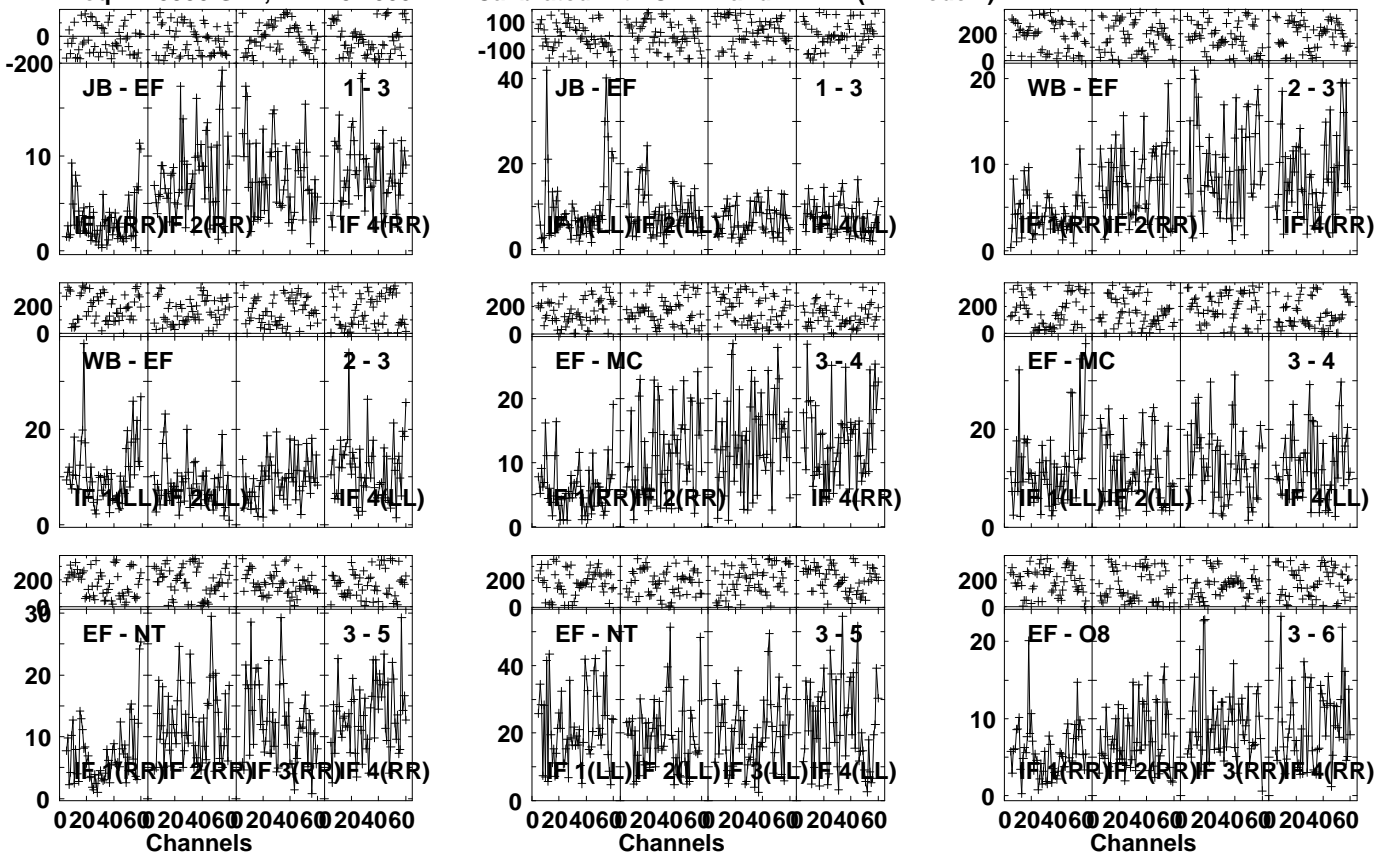 100
0
-100
-200
0
200
0
JB - EF 1 - 3
JB - EF 1 - 3
WB - EF 2 - 3
10
0
40
20
0
20
10
0
IF 1(RR) IF 2(RR) IF 4(RR)
IF 1(LL) IF 2(LL) IF 4(LL)
IF 1(RR) IF 2(RR) IF 4(RR)
200
0
200
0
200
0
WB - EF 2 - 3
EF - MC 3 - 4
EF - MC 3 - 4
20
0
20
10
0
20
0
IF 1(LL) IF 2(LL) IF 4(LL)
IF 1(RR) IF 2(RR) IF 4(RR)
IF 1(LL) IF 2(LL) IF 4(LL)
200
0
200
0
200
0
EF - NT 3 - 5
EF - NT 3 - 5
EF - O8 3 - 6
30
20
10
0
40
20
0
20
10
0
IF 1(RR) IF 2(RR) IF 3(RR) IF 4(RR)
IF 1(LL) IF 2(LL) IF 3(LL) IF 4(LL)
IF 1(RR) IF 2(RR) IF 3(RR) IF 4(RR)
0 20 40 60 0 20 40 60 0 20 40 60 0 20 40 60
0 20 40 60 0 20 40 60 0 20 40 60 0 20 40 60
0 20 40 60 0 20 40 60 0 20 40 60 0 20 40 60
Channels
Channels
Channels